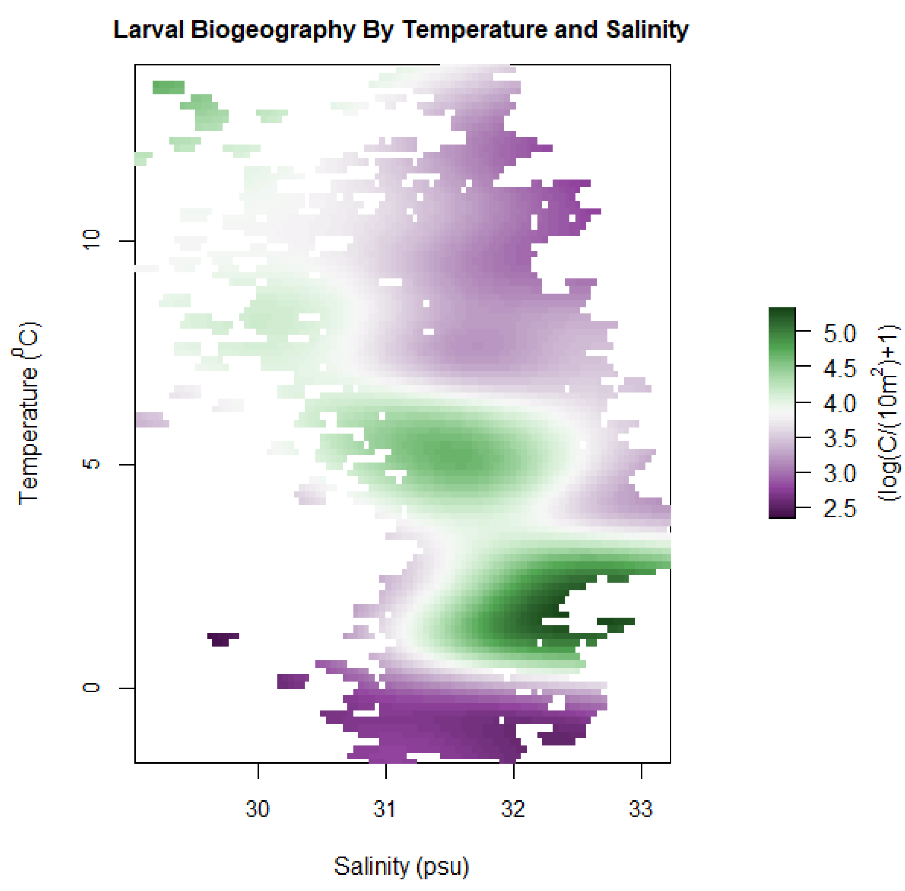 Larval Biogeography By Temperature and Salinity
Temperature (⁰C)
10
5
0
30 31 32 33
Salinity (psu)
5.0
4.5
4.0
3.5
3.0
2.5
(log(C/(10m²)+1)